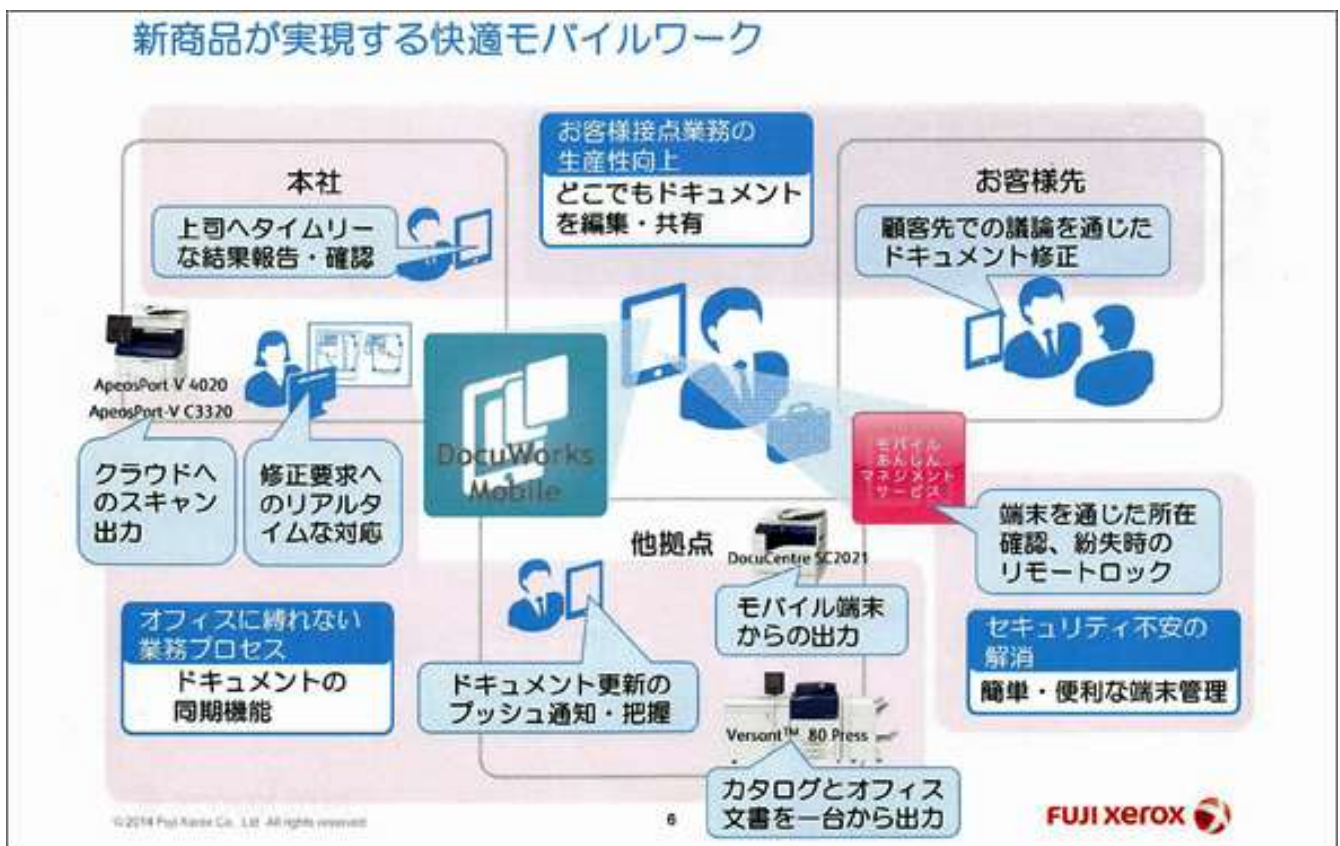 新商品が実現する快適モバイルワーク
お客様接点業務の
生産性向上
どこでもドキュメント
を編集・共有
本社
上司へタイムリー
な結果報告・確認
お客様先
顧客先での議論を通じた
ドキュメント修正
ApeosPort-V 4020
ApeosPort-V C3320
クラウドへ
のスキャン
出力
修正要求へ
のリアルタ
イムな対応
DocuWorks
Mobile
モバイル
あんしん
マネジメント
サービス
端末を通じた所在
確認、紛失時の
リモートロック
他拠点
DocuCentre SC2021
モバイル端末
からの出力
オフィスに縛れない
業務プロセス
ドキュメントの
同期機能
ドキュメント更新の
プッシュ通知・把握
セキュリティ不安の
解消
簡単・便利な端末管理
Versant™ 80 Press
カタログとオフィス
文書を一台から出力
©2014 Fuji Xerox Co., Ltd. All rights reserved.
6
FUJI xerox